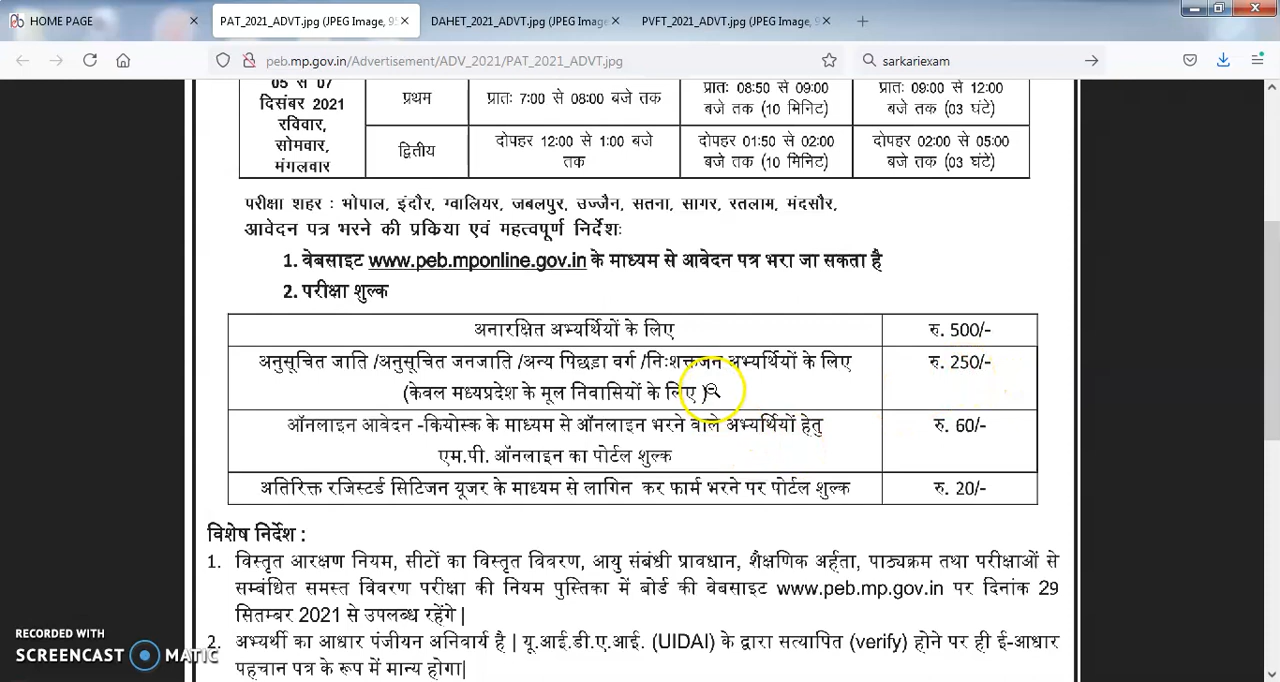 HOME PAGE
PAT_2021_ADVT.jpg (JPEG Image, 9
DAHET_2021_ADVT.jpg (JPEG Image
PVFT_2021_ADVT.jpg (JPEG Image, 9
peb.mp.gov.in/Advertisement/ADV_2021/PAT_2021_ADVT.jpg
sarkariexam
05 से 07
दिसंबर 2021
रविवार,
सोमवार,
मंगलवार
प्रथम
प्रातः 7:00 से 08:00 बजे तक
प्रातः 08:50 से 09:00
बजे तक (10 मिनिट)
प्रातः 09:00 से 12:00
बजे तक (03 घंटे)
द्वितीय
दोपहर 12:00 से 1:00 बजे
तक
दोपहर 01:50 से 02:00
बजे तक (10 मिनिट)
दोपहर 02:00 से 05:00
बजे तक (03 घंटे)
परीक्षा शहर : भोपाल, इंदौर, ग्वालियर, जबलपुर, उज्जैन, सतना, सागर, रतलाम, मंदसौर,
आवेदन पत्र भरने की प्रकिया एवं महत्वपूर्ण निर्देशः
1. वेबसाइट www.peb.mponline.gov.in के माध्यम से आवेदन पत्र भरा जा सकता है
2. परीक्षा शुल्क
अनारक्षित अभ्यर्थियों के लिए
रु. 500/-
अनुसूचित जाति /अनुसूचित जनजाति /अन्य पिछड़ा वर्ग /निःशक्तजन अभ्यर्थियों के लिए
(केवल मध्यप्रदेश के मूल निवासियों के लिए )
रु. 250/-
ऑनलाइन आवेदन -कियोस्क के माध्यम से ऑनलाइन भरने वाले अभ्यर्थियों हेतु
एम.पी. ऑनलाइन का पोर्टल शुल्क
रु. 60/-
अतिरिक्त रजिस्टर्ड सिटिजन यूजर के माध्यम से लागिन कर फार्म भरने पर पोर्टल शुल्क
रु. 20/-
विशेष निर्देश :
1. विस्तृत आरक्षण नियम, सीटों का विस्तृत विवरण, आयु संबंधी प्रावधान, शैक्षणिक अर्हता, पाठ्यक्रम तथा परीक्षाओं से
सम्बंधित समस्त विवरण परीक्षा की नियम पुस्तिका में बोर्ड की वेबसाइट www.peb.mp.gov.in पर दिनांक 29
सितम्बर 2021 से उपलब्ध रहेंगे |
2. अभ्यर्थी का आधार पंजीयन अनिवार्य है | यू.आई.डी.ए.आई. (UIDAI) के द्वारा सत्यापित (verify) होने पर ही ई-आधार
पहचान पत्र के रूप में मान्य होगा|
RECORDED WITH
SCREENCAST MATIC